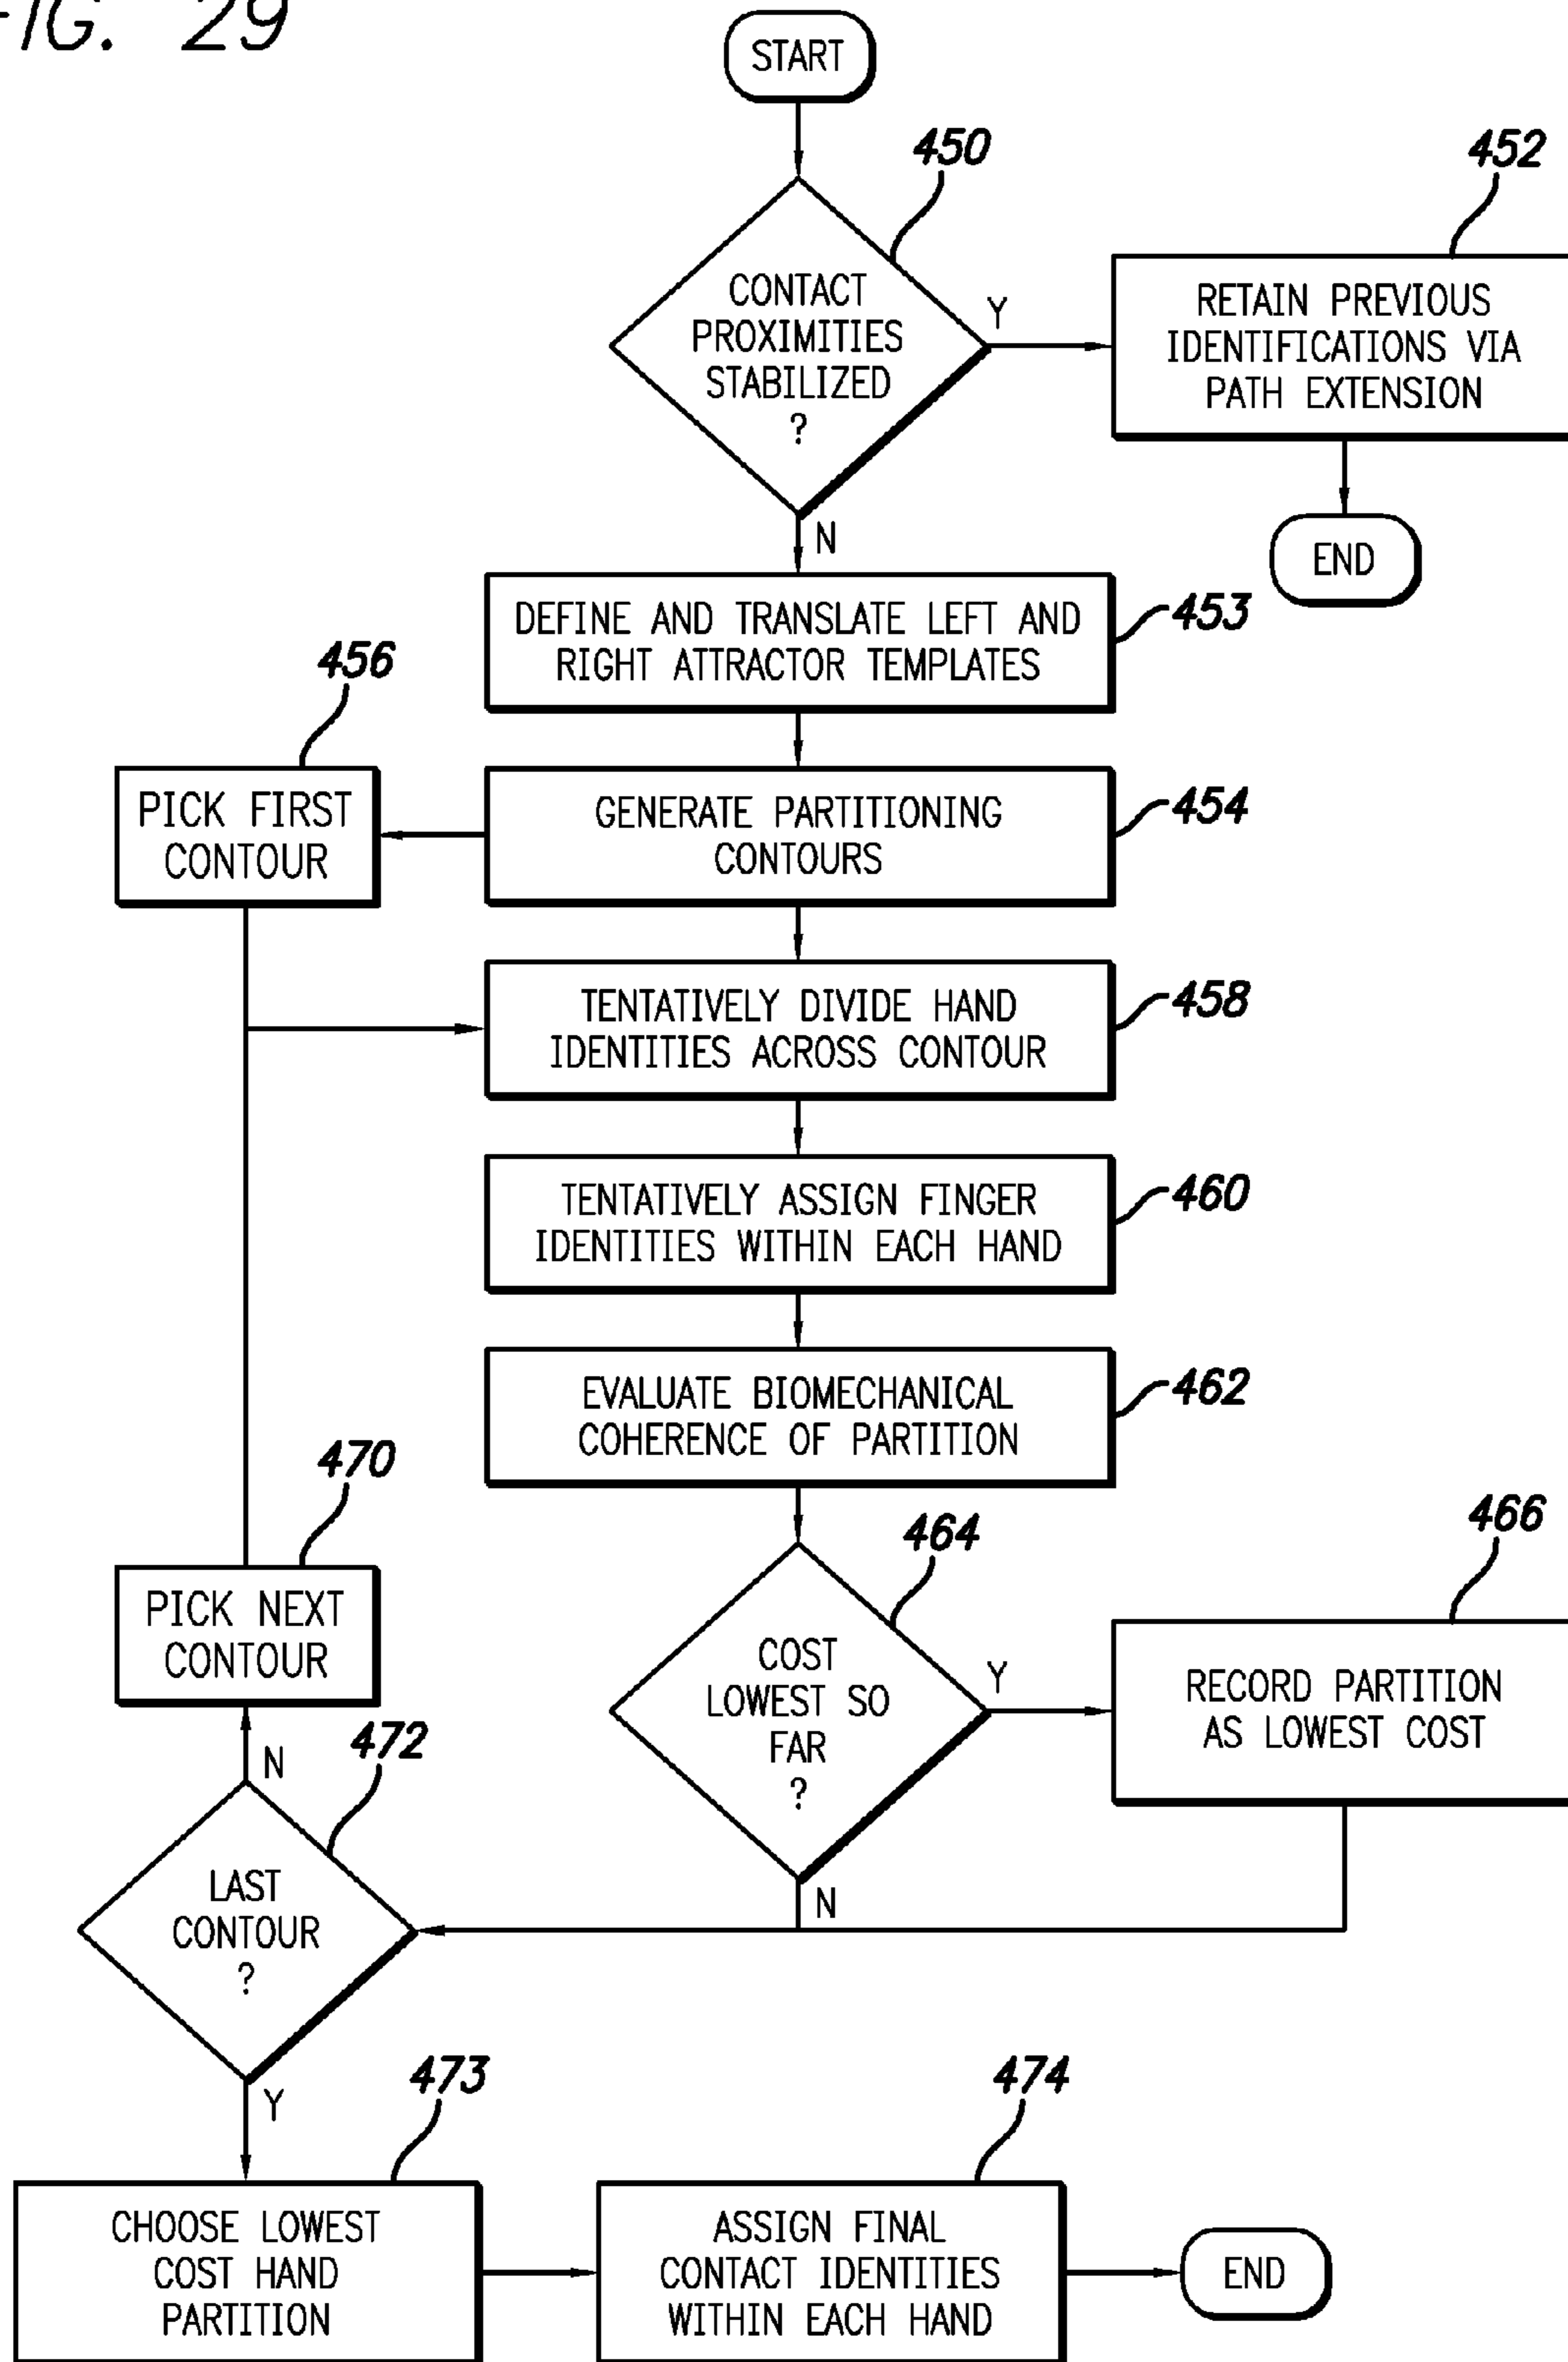 FIG. 29
START
450
452
CONTACT
PROXIMITIES
STABILIZED
?
Y
RETAIN PREVIOUS
IDENTIFICATIONS VIA
PATH EXTENSION
N
END
DEFINE AND TRANSLATE LEFT AND
RIGHT ATTRACTOR TEMPLATES
453
456
PICK FIRST
CONTOUR
GENERATE PARTITIONING
CONTOURS
454
TENTATIVELY DIVIDE HAND
IDENTITIES ACROSS CONTOUR
458
TENTATIVELY ASSIGN FINGER
IDENTITIES WITHIN EACH HAND
460
EVALUATE BIOMECHANICAL
COHERENCE OF PARTITION
462
470
PICK NEXT
CONTOUR
464
466
COST
LOWEST SO
FAR
?
Y
RECORD PARTITION
AS LOWEST COST
N
N
472
LAST
CONTOUR
?
Y
473
474
CHOOSE LOWEST
COST HAND
PARTITION
ASSIGN FINAL
CONTACT IDENTITIES
WITHIN EACH HAND
END